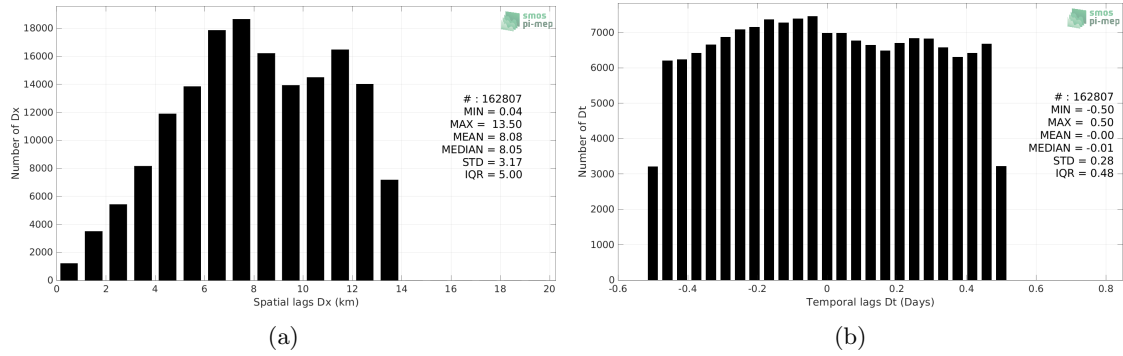 18000
16000
14000
12000
10000
8000
6000
4000
2000
0
Number of Dx
0 2 4 6 8 10 12 14 16 18 20
Spatial lags Dx (km)
smos
pi-mep
# : 162807
MIN = 0.04
MAX = 13.50
MEAN = 8.08
MEDIAN = 8.05
STD = 3.17
IQR = 5.00
(a)
7000
6000
5000
4000
3000
2000
1000
0
Number of Dt
-0.6 -0.4 -0.2 0 0.2 0.4 0.6 0.8
Temporal lags Dt (Days)
smos
pi-mep
# : 162807
MIN = -0.50
MAX = 0.50
MEAN = -0.00
MEDIAN = -0.01
STD = 0.28
IQR = 0.48
(b)